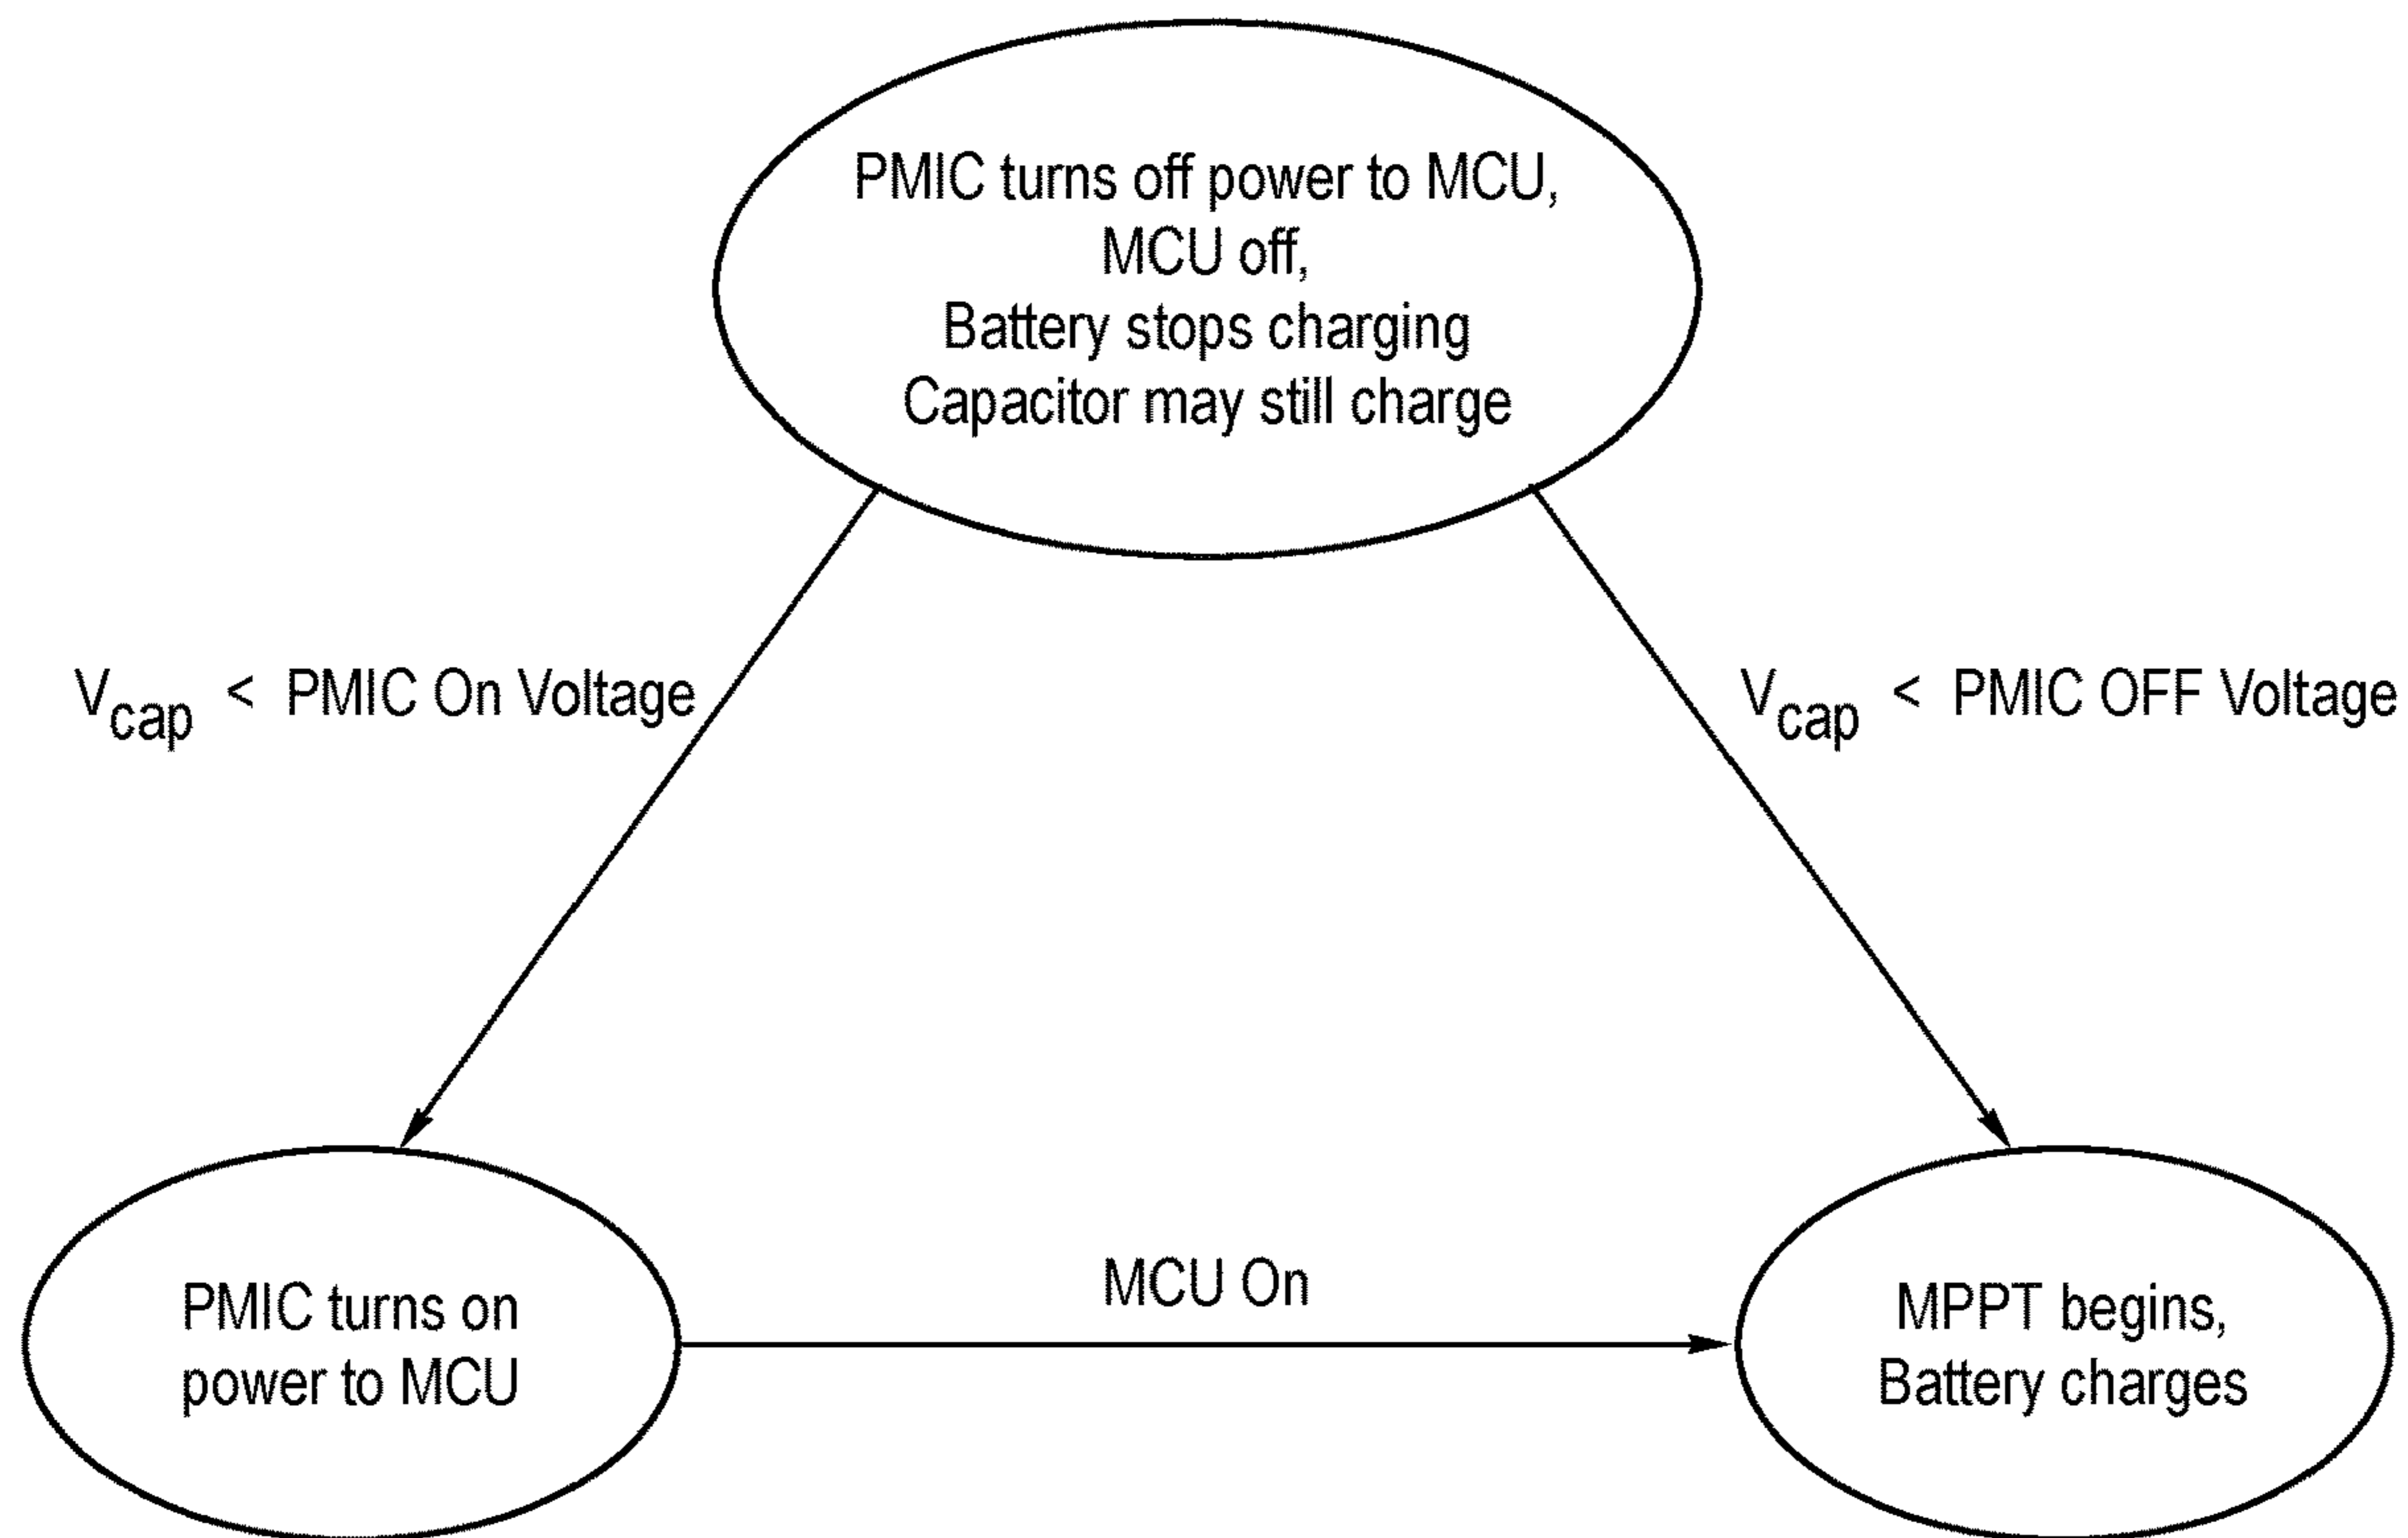 PMIC turns off power to MCU,
MCU off,
Battery stops charging
Capacitor may still charge
Vcap < PMIC On Voltage
Vcap < PMIC OFF Voltage
MCU On
PMIC turns on
power to MCU
MPPT begins,
Battery charges